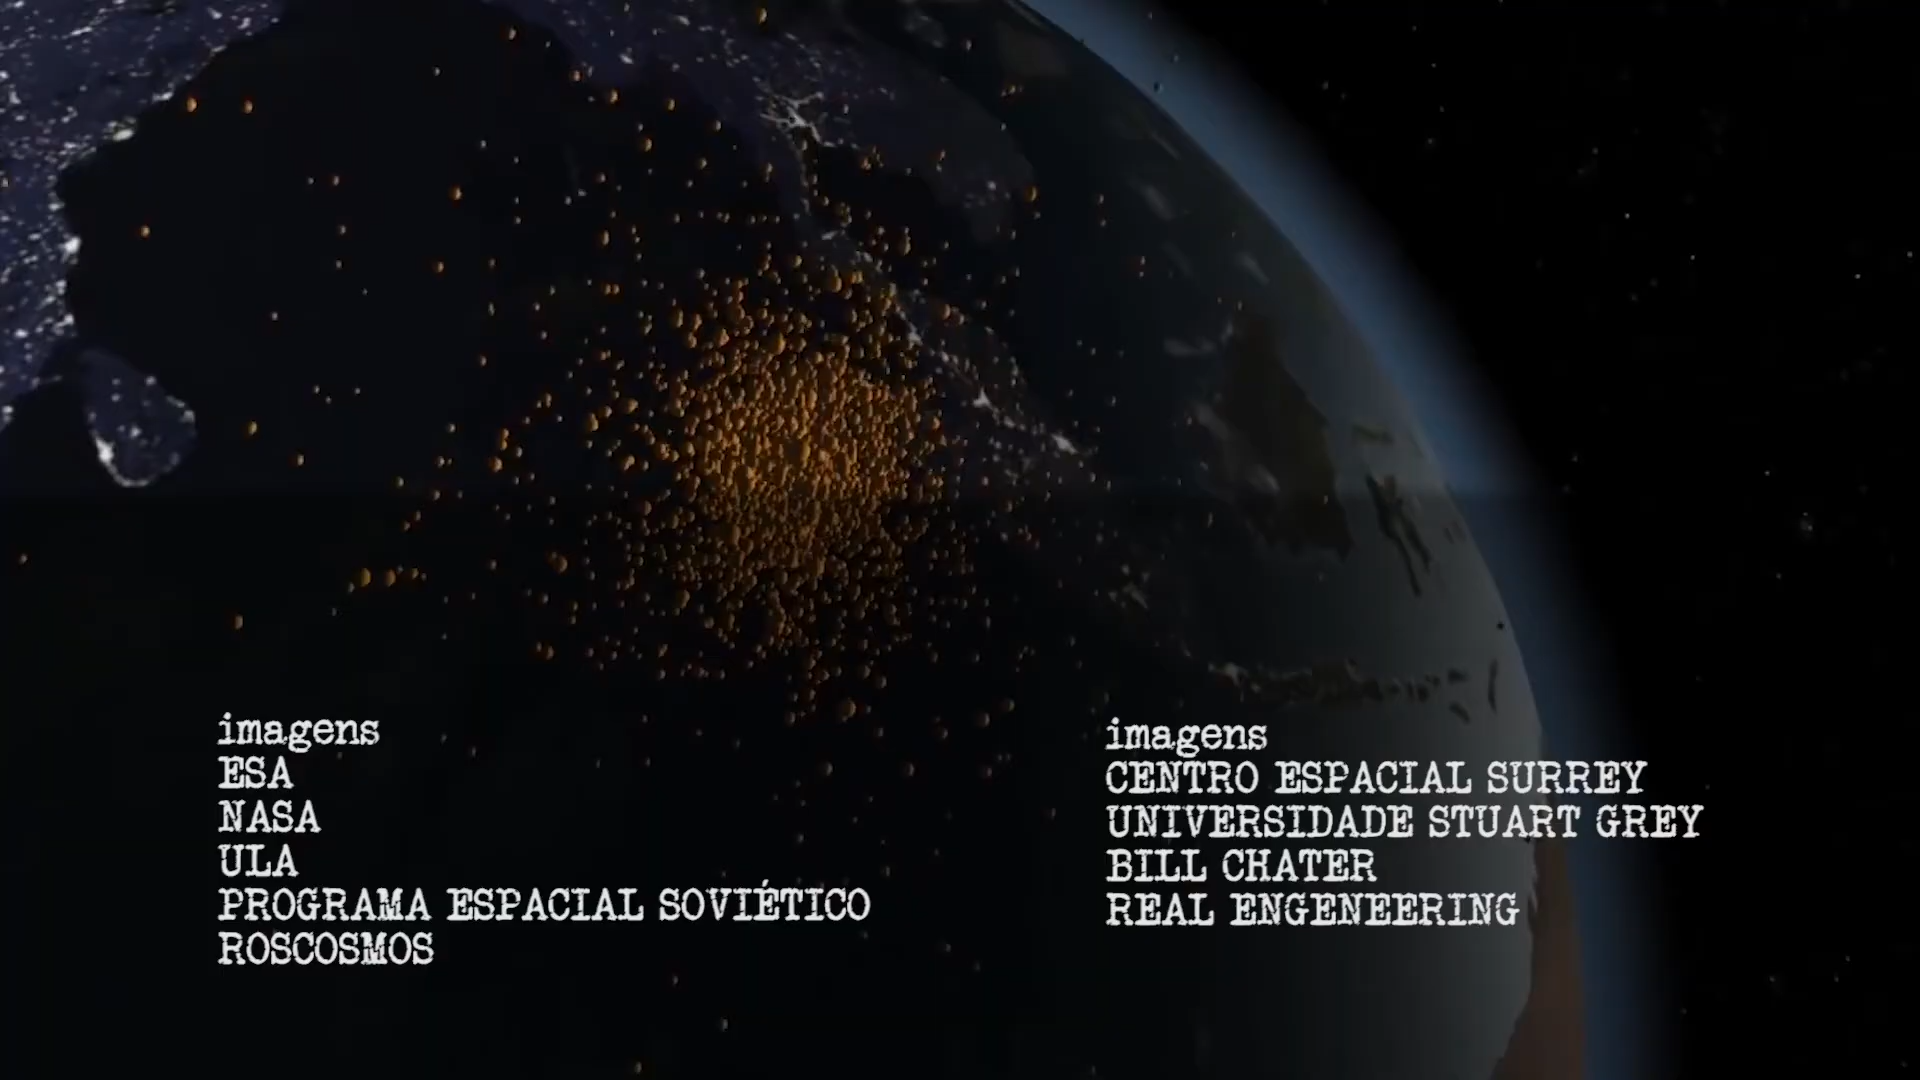 imagens
ESA
NASA
ULA
PROGRAMA ESPACIAL SOVIÉTICO
ROSCOSMOS
imagens
CENTRO ESPACIAL SURREY
UNIVERSIDADE STUART GREY
BILL CHATER
REAL ENGENEERING